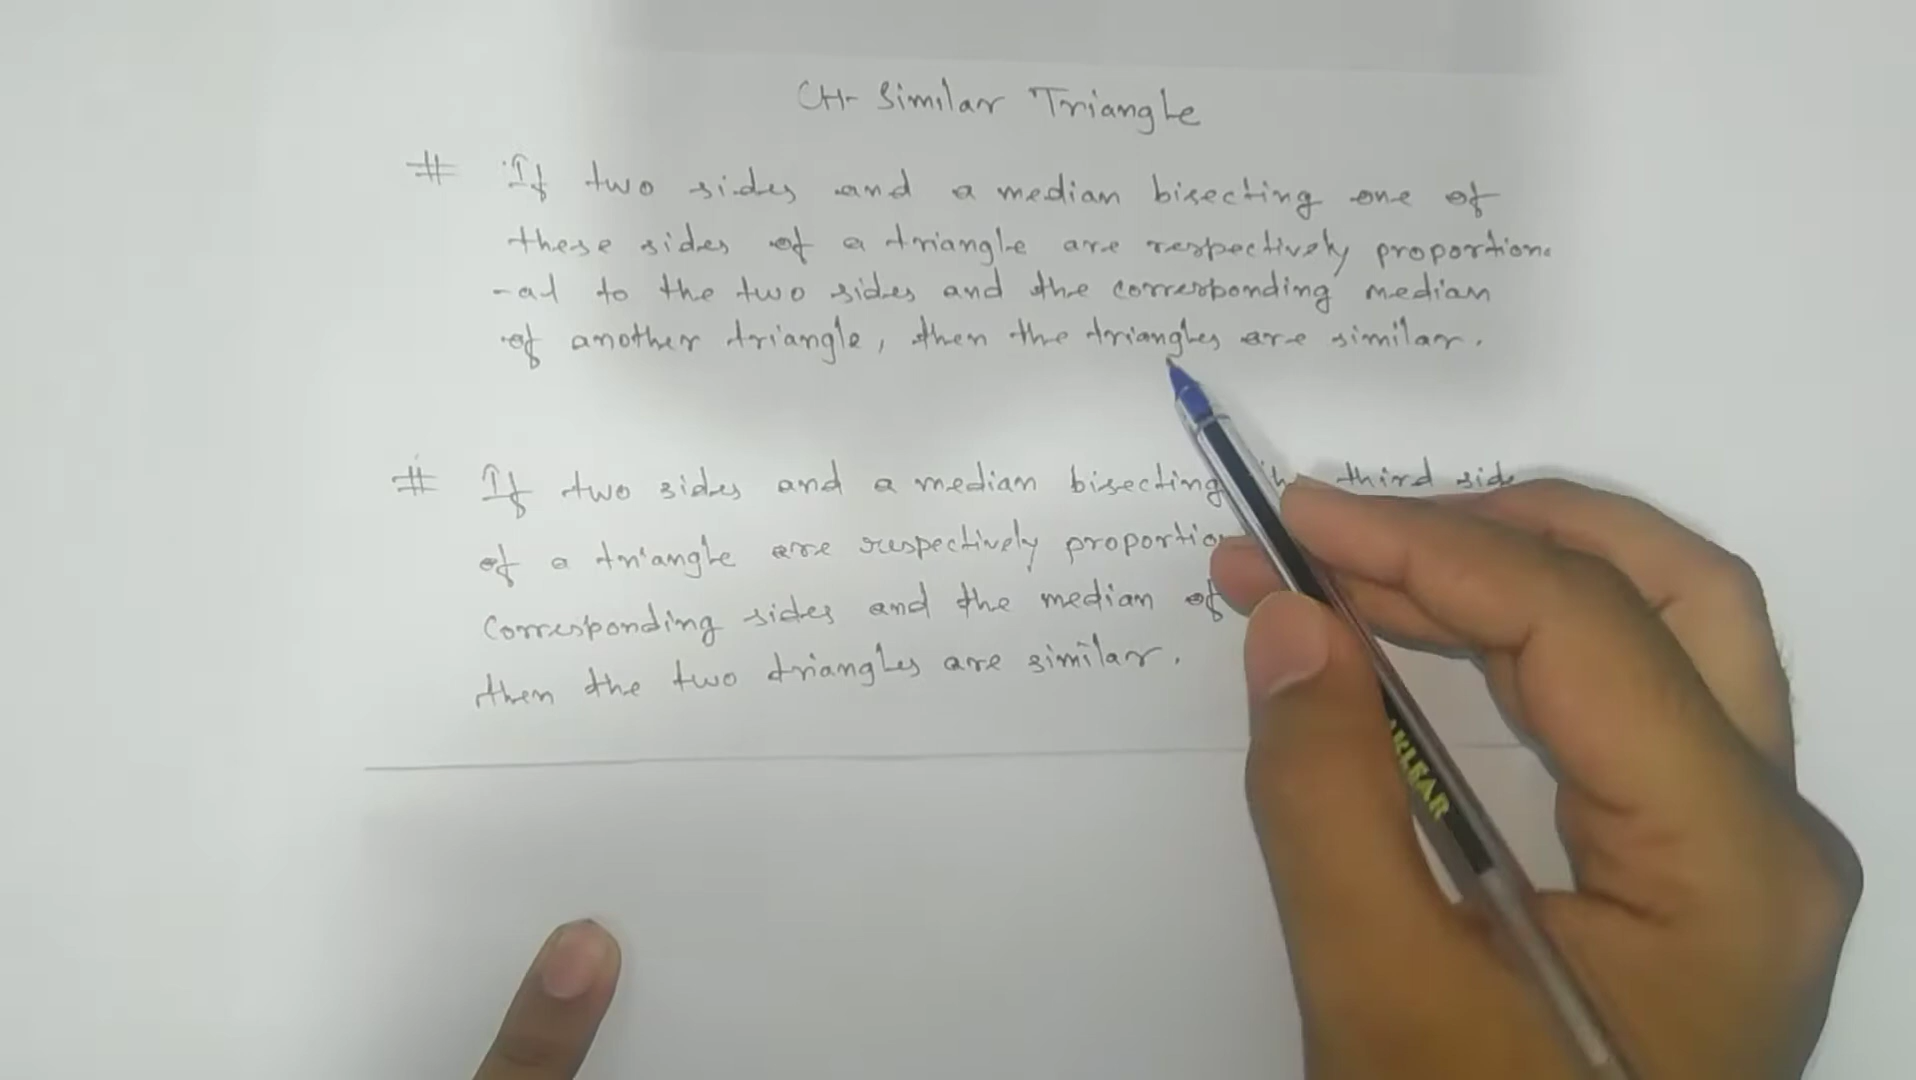 CH- Similar Triangle
# If two sides and a median bisecting one of
these sides of a triangle are respectively proportion
-al to the two sides and the corresponding median
of another triangle, then the triangles are similar.
# If two sides and a median bisecting third side
of a triangle are respectively proportio
Corresponding sides and the median of
then the two triangles are similar.